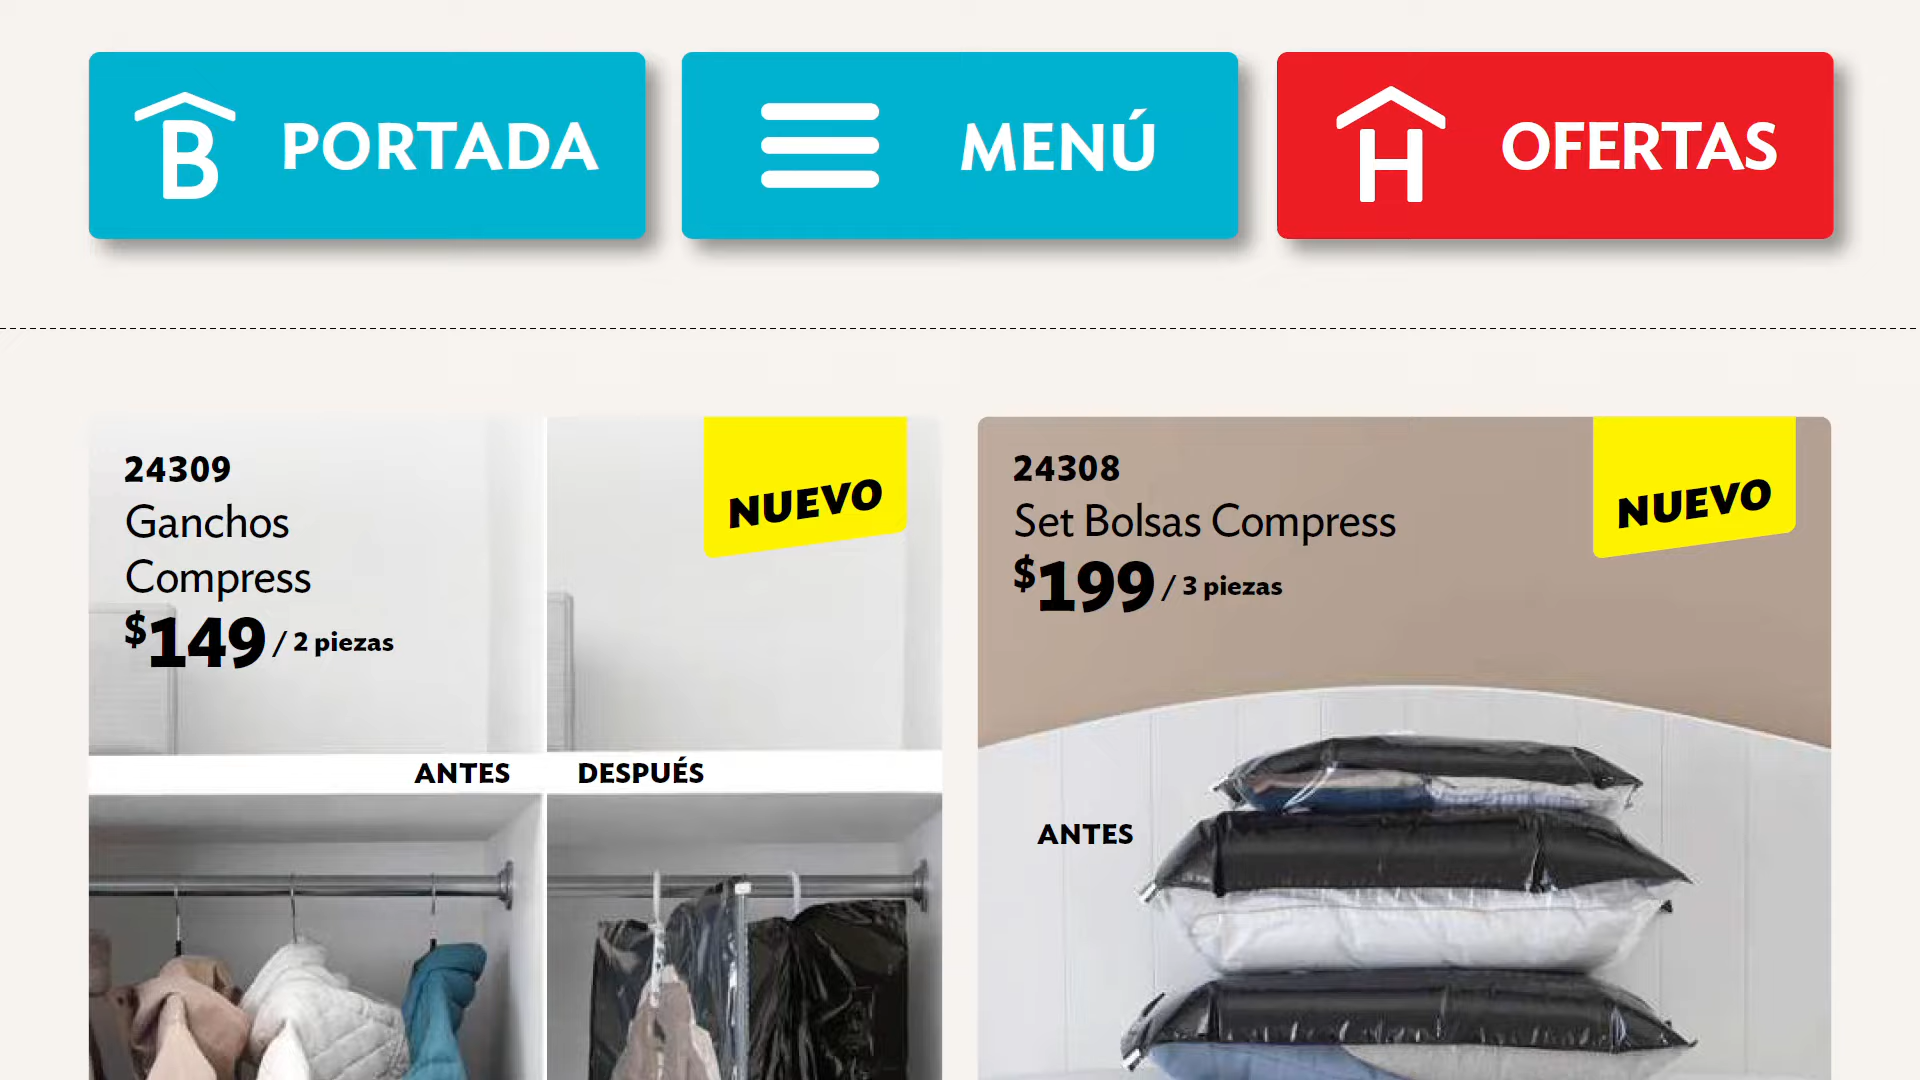 B PORTADA
MENÚ
H OFERTAS
24309
Ganchos
Compress
$149 / 2 piezas
NUEVO
ANTES
DESPUÉS
24308
Set Bolsas Compress
$199 / 3 piezas
NUEVO
ANTES